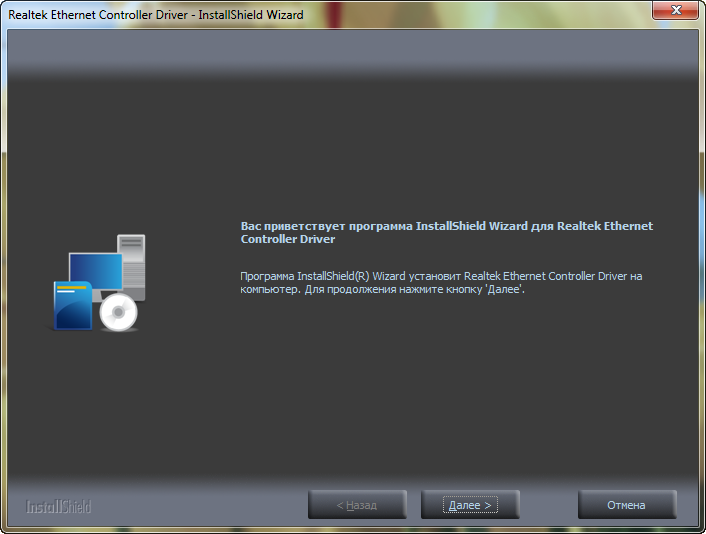 Realtek Ethernet Controller Driver - InstallShield Wizard
Вас приветствует программа InstallShield Wizard для Realtek Ethernet
Controller Driver
Программа InstallShield(R) Wizard установит Realtek Ethernet Controller Driver на
компьютер. Для продолжения нажмите кнопку 'Далее'.
InstallShield
< Назад
Далее >
Отмена